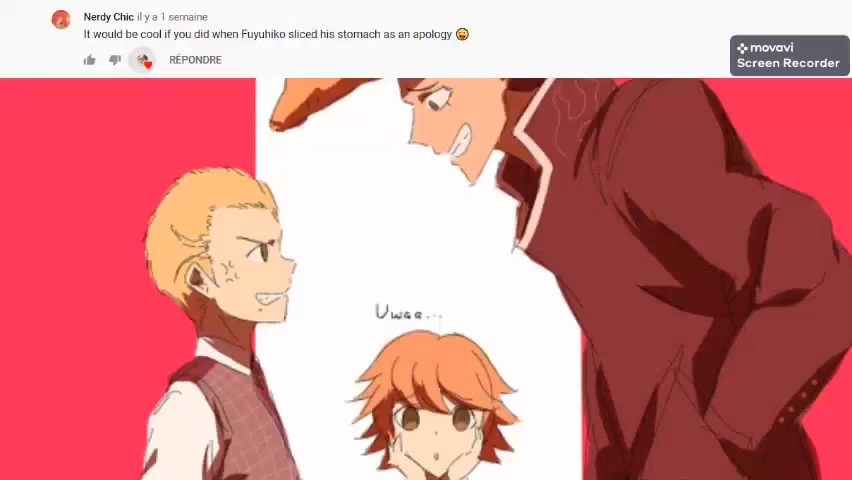 Nerdy Chic il y a 1 semaine
It would be cool if you did when Fuyuhiko sliced his stomach as an apology 😜
RÉPONDRE
movavi
Screen Recorder
Uwaa...